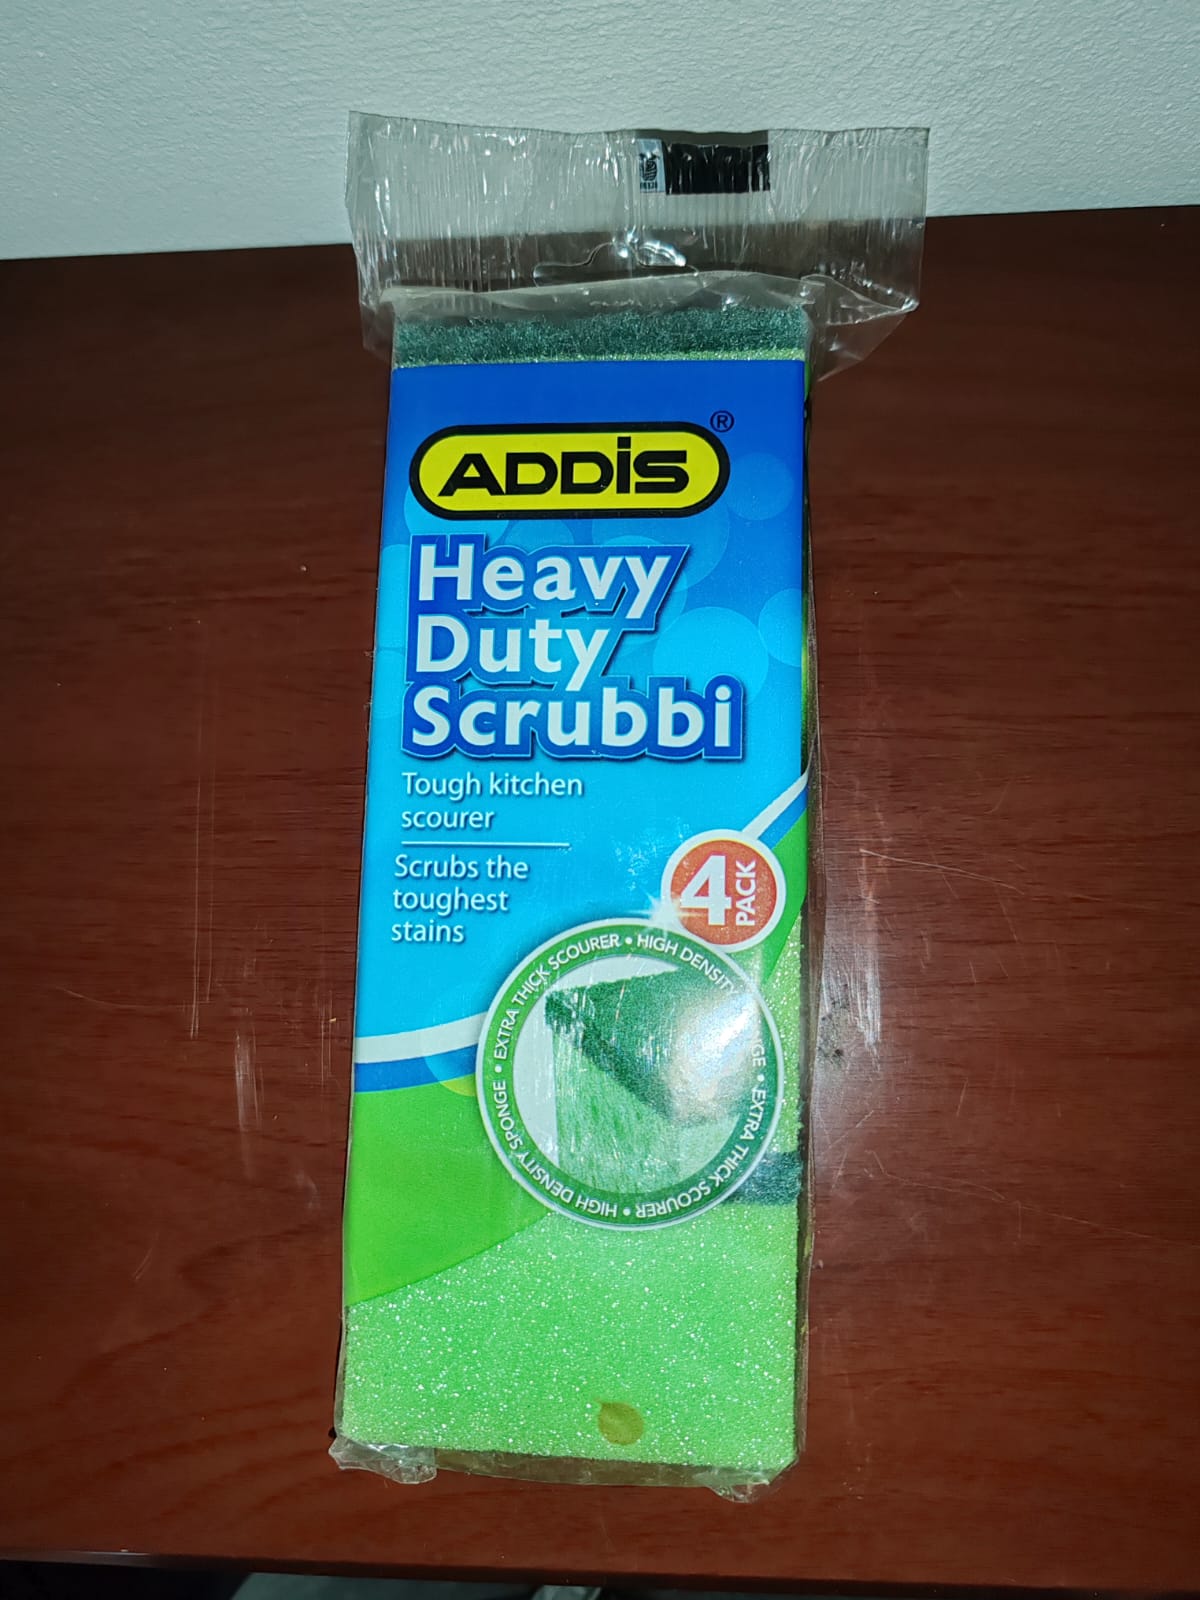 ADDIS®
Heavy
Duty
Scrubbi
Tough kitchen
scourer
Scrubs the
toughest
stains
4
PACK
EXTRA THICK SCOURER • HIGH DENSITY • EXTRA THICK SCOURER • HIGH DENSITY SPONGE •